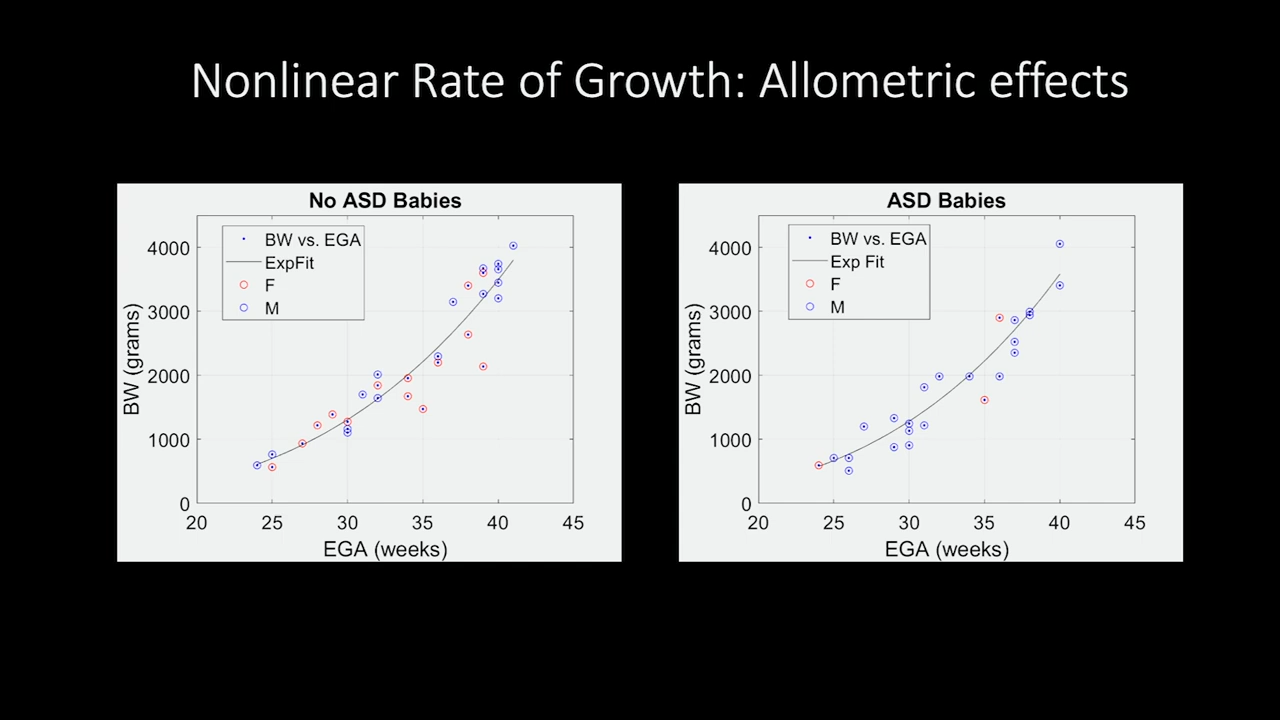 Nonlinear Rate of Growth: Allometric effects
No ASD Babies
BW vs. EGA
ExpFit
F
M
4000
3000
2000
1000
0
BW (grams)
20 25 30 35 40 45
EGA (weeks)
ASD Babies
BW vs. EGA
Exp Fit
F
M
4000
3000
2000
1000
0
BW (grams)
20 25 30 35 40 45
EGA (weeks)